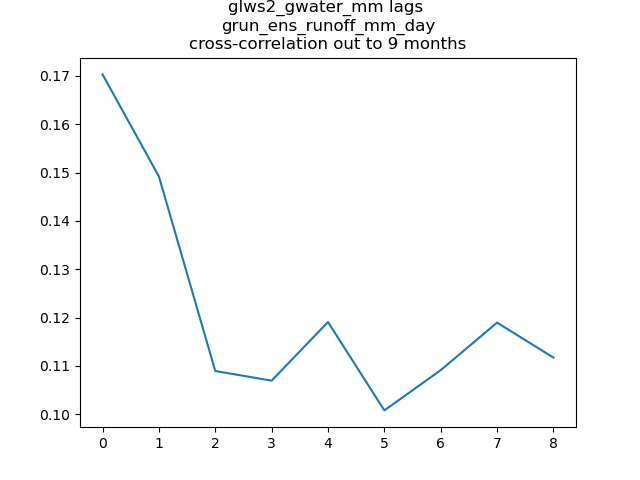 glws2_gwater_mm lags
grun_ens_runoff_mm_day
cross-correlation out to 9 months
0.17
0.16
0.15
0.14
0.13
0.12
0.11
0.10
0 1 2 3 4 5 6 7 8